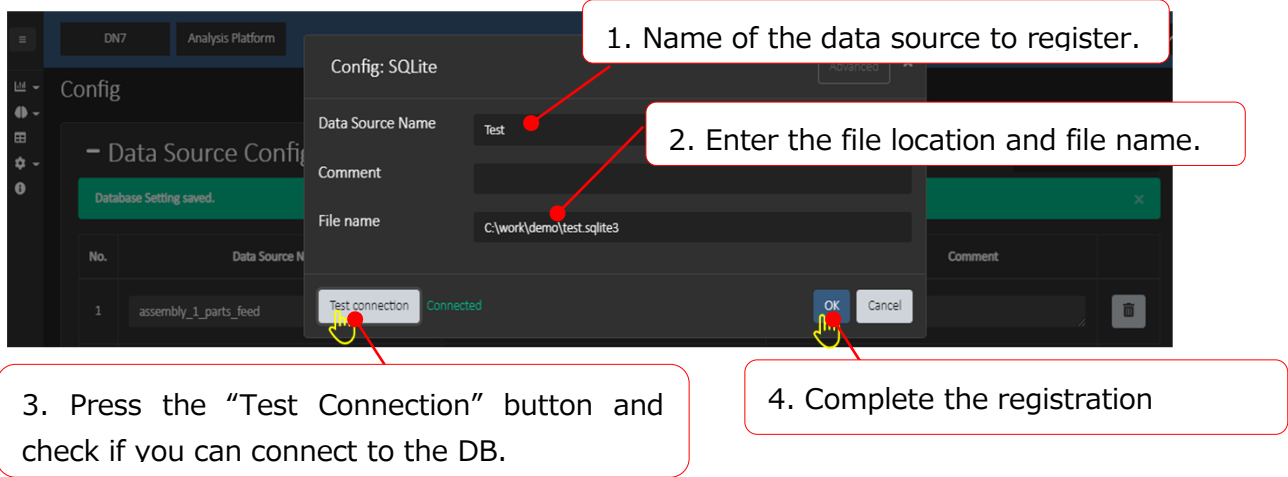 1. Name of the data source to register.
DN7
Analysis Platform
Config: SQLite
Advanced
Config
Data Source Name
Test
2. Enter the file location and file name.
Data Source Config
Comment
Database Setting saved.
File name
C:\work\demo\test.sqlite3
No.
Data Source N
Comment
1
assembly_1_parts_feed
Test connection
Connected
OK
Cancel
3. Press the “Test Connection” button and
check if you can connect to the DB.
4. Complete the registration